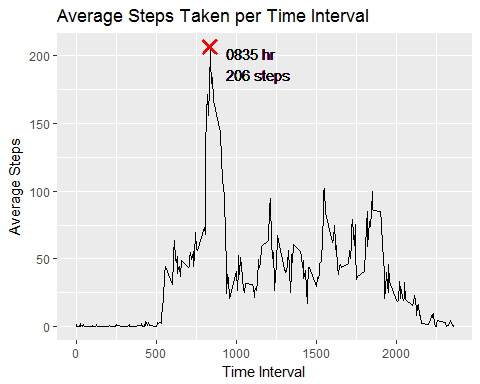 Average Steps Taken per Time Interval
0835 hr
206 steps
Average Steps
200
150
100
50
0
0
500
1000
1500
2000
Time Interval